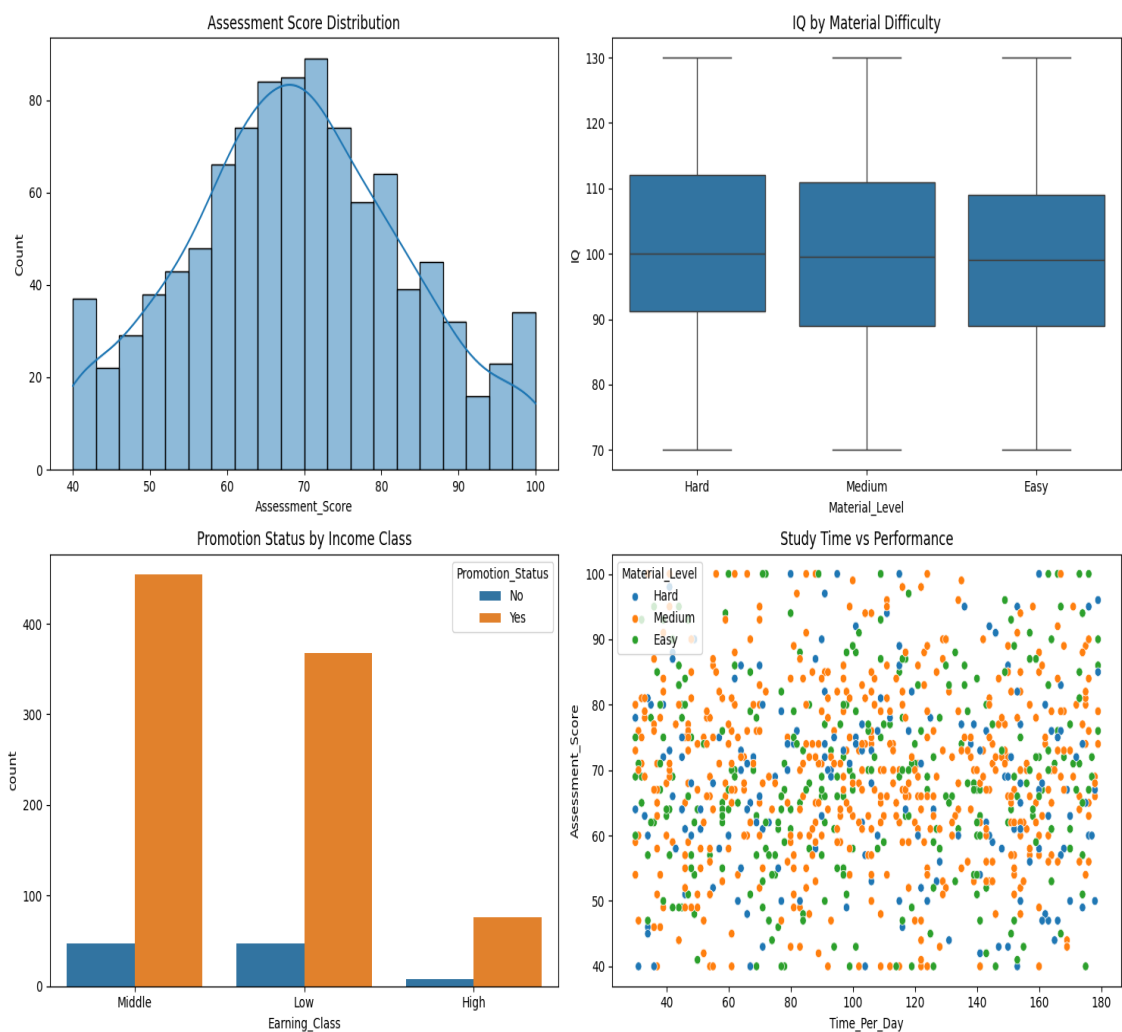 Assessment Score Distribution
80
60
40
20
0
Count
40 50 60 70 80 90 100
Assessment_Score
IQ by Material Difficulty
130
120
110
100
90
80
70
IQ
Hard Medium Easy
Material_Level
Promotion Status by Income Class
400
300
200
100
0
count
Promotion_Status
No
Yes
Middle Low High
Earning_Class
Study Time vs Performance
100
90
80
70
60
50
40
Assessment_Score
Material_Level
Hard
Medium
Easy
40 60 80 100 120 140 160 180
Time_Per_Day